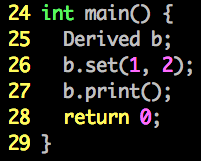 24 int main() {
25   Derived b;
26   b.set(1, 2);
27   b.print();
28   return 0;
29 }